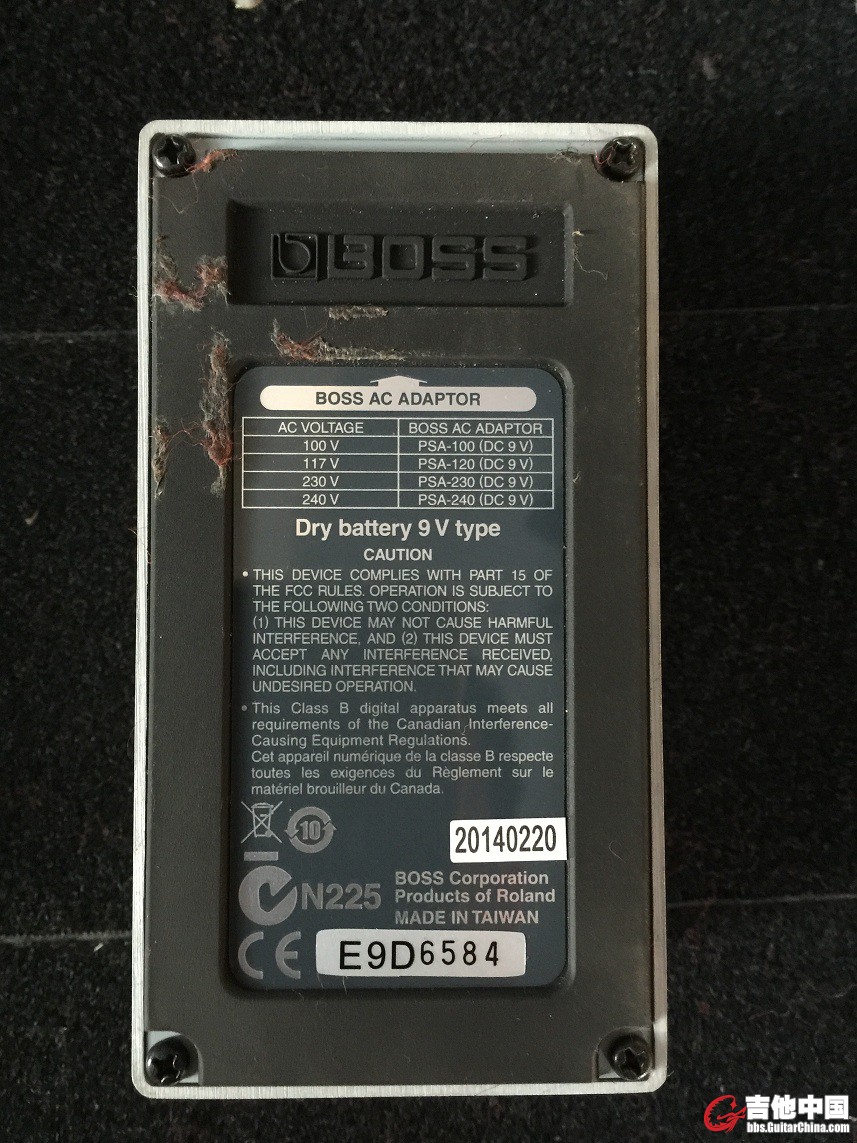 BOSS
BOSS AC ADAPTOR
AC VOLTAGE BOSS AC ADAPTOR
100 V PSA-100 (DC 9 V)
117 V PSA-120 (DC 9 V)
230 V PSA-230 (DC 9 V)
240 V PSA-240 (DC 9 V)
Dry battery 9 V type
CAUTION
• THIS DEVICE COMPLIES WITH PART 15 OF
THE FCC RULES. OPERATION IS SUBJECT TO
THE FOLLOWING TWO CONDITIONS:
(1) THIS DEVICE MAY NOT CAUSE HARMFUL
INTERFERENCE, AND (2) THIS DEVICE MUST
ACCEPT ANY INTERFERENCE RECEIVED,
INCLUDING INTERFERENCE THAT MAY CAUSE
UNDESIRED OPERATION.
• This Class B digital apparatus meets all
requirements of the Canadian Interference-
Causing Equipment Regulations.
Cet appareil numérique de la classe B respecte
toutes les exigences du Règlement sur le
matériel brouilleur du Canada.
10
20140220
N225
BOSS Corporation
Products of Roland
MADE IN TAIWAN
CE
E9D6584
吉他中国
bbs.GuitarChina.com